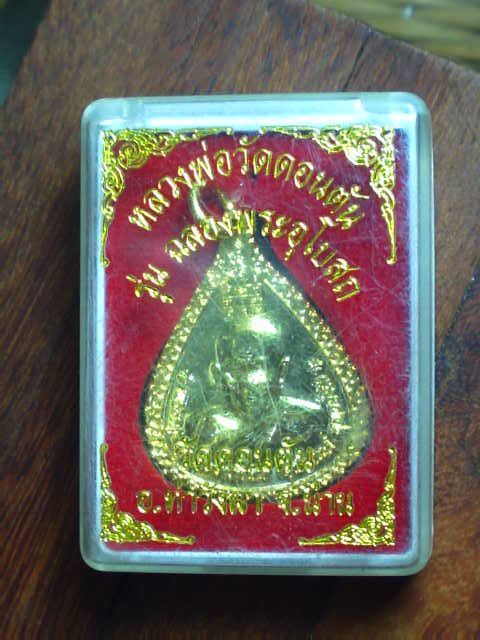 หลวงพ่อวัดดอนตัน
รุ่น ฉลองพระอุโบสถ
วัดดอนตัน
อ.ท่าวังผา จ.น่าน